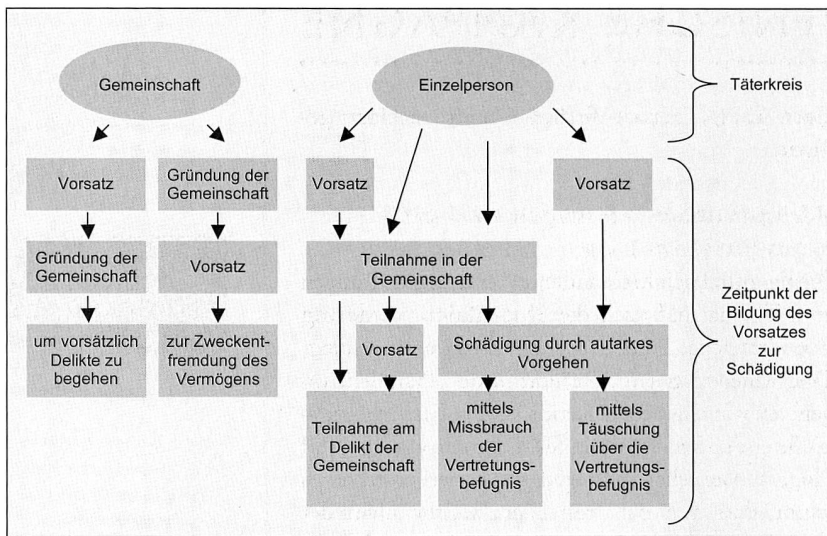 Gemeinschaft
Einzelperson
Täterkreis
Vorsatz
Gründung der
Gemeinschaft
Vorsatz
Vorsatz
Gründung der
Gemeinschaft
Vorsatz
Teilnahme in der
Gemeinschaft
Zeitpunkt der
Bildung des
Vorsatzes
zur
Schädigung
um vorsätzlich
Delikte zu
begehen
zur Zweckent-
fremdung des
Vermögens
Vorsatz
Schädigung durch autarkes
Vorgehen
Teilnahme am
Delikt der
Gemeinschaft
mittels
Missbrauch
der
Vertretungs-
befugnis
mittels
Täuschung
über die
Vertretungs-
befugnis